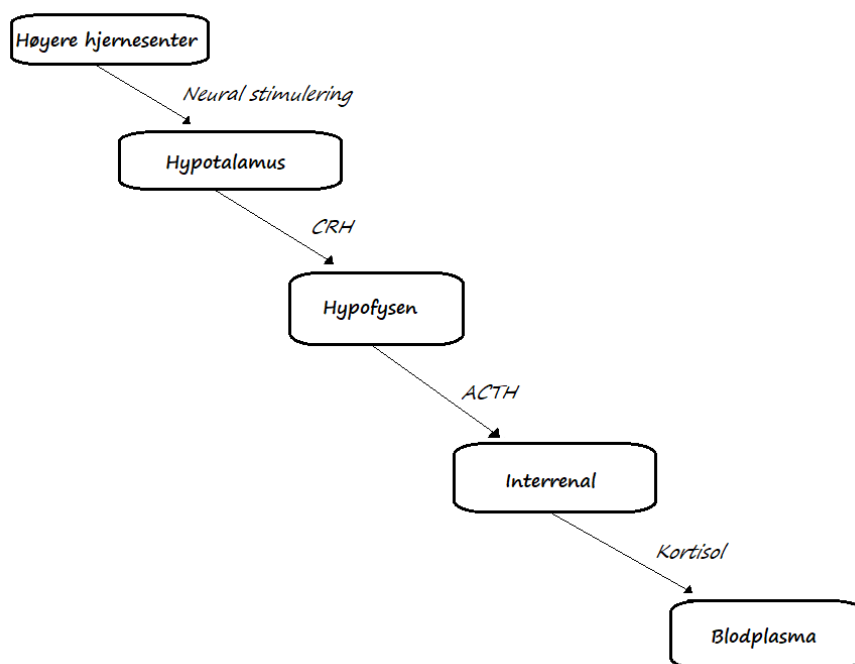 Høyere hjernesenter
Neural stimulering
Hypotalamus
CRH
Hypofysen
ACTH
Interrenal
Kortisol
Blodplasma